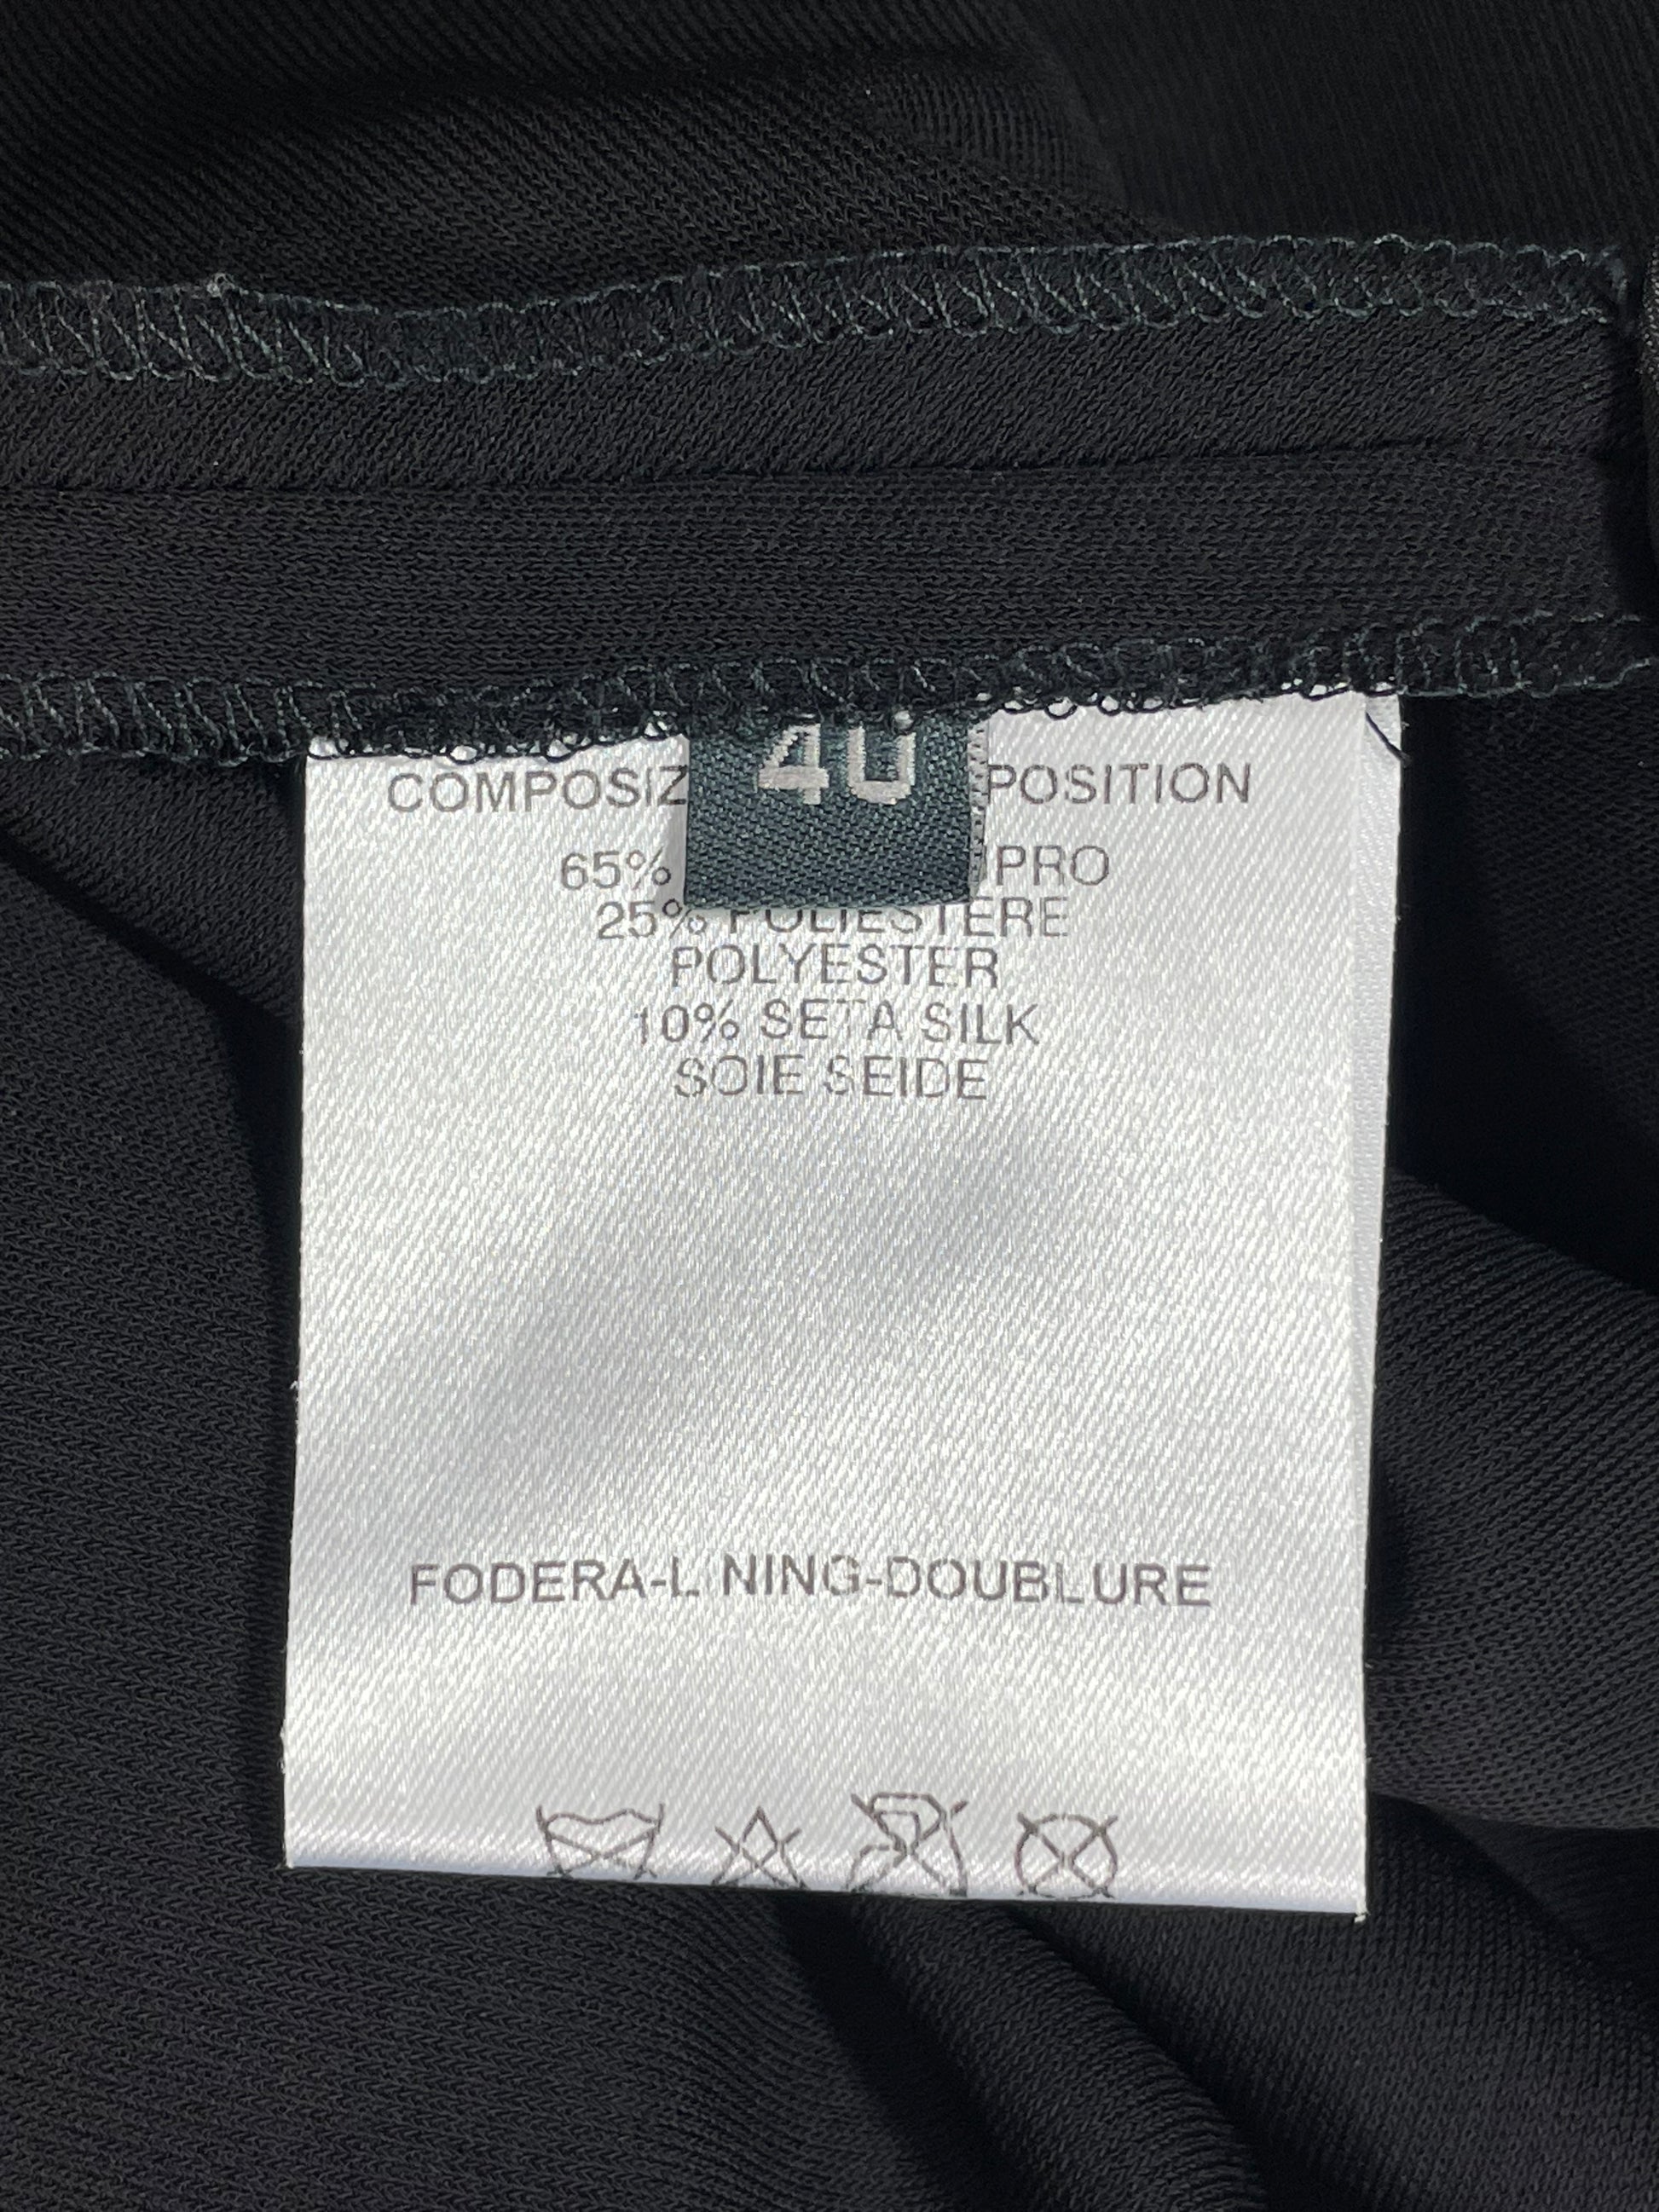 40
COMPOSIZ POSITION
65% PRO
25% POLIESTERE
POLYESTER
10% SETA SILK
SOIE SEIDE
FODERA-L NING-DOUBLURE